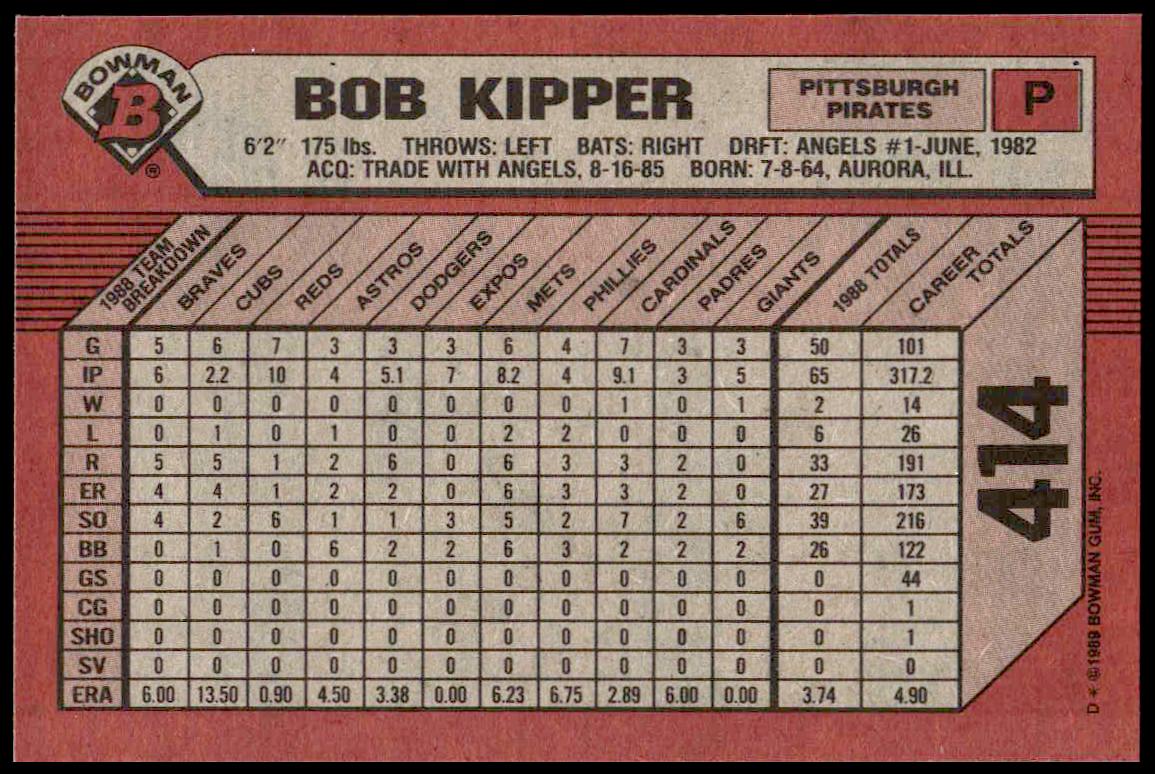 BOWMAN
B
®
BOB KIPPER
PITTSBURGH
PIRATES
P
6'2" 175 lbs. THROWS: LEFT BATS: RIGHT DRFT: ANGELS #1-JUNE, 1982
ACQ: TRADE WITH ANGELS, 8-16-85 BORN: 7-8-64, AURORA, ILL.
1988 TEAM
BREAKDOWN
BRAVES
CUBS
REDS
ASTROS
DODGERS
EXPOS
METS
PHILLIES
CARDINALS
PADRES
GIANTS
1988 TOTALS
CAREER
TOTALS
G 5 6 7 3 3 3 6 4 7 3 3 50 101
IP 6 2.2 10 4 5.1 7 8.2 4 9.1 3 5 65 317.2
W 0 0 0 0 0 0 0 0 1 0 1 2 14
L 0 1 0 1 0 0 2 2 0 0 0 6 26
R 5 5 1 2 6 0 6 3 3 2 0 33 191
ER 4 4 1 2 2 0 6 3 3 2 0 27 173
SO 4 2 6 1 1 3 5 2 7 2 6 39 216
BB 0 1 0 6 2 2 6 3 2 2 2 26 122
GS 0 0 0 0 0 0 0 0 0 0 0 0 44
CG 0 0 0 0 0 0 0 0 0 0 0 0 1
SHO 0 0 0 0 0 0 0 0 0 0 0 0 1
SV 0 0 0 0 0 0 0 0 0 0 0 0 0
ERA 6.00 13.50 0.90 4.50 3.38 0.00 6.23 6.75 2.89 6.00 0.00 3.74 4.90
414
D * ©1989 BOWMAN GUM, INC.